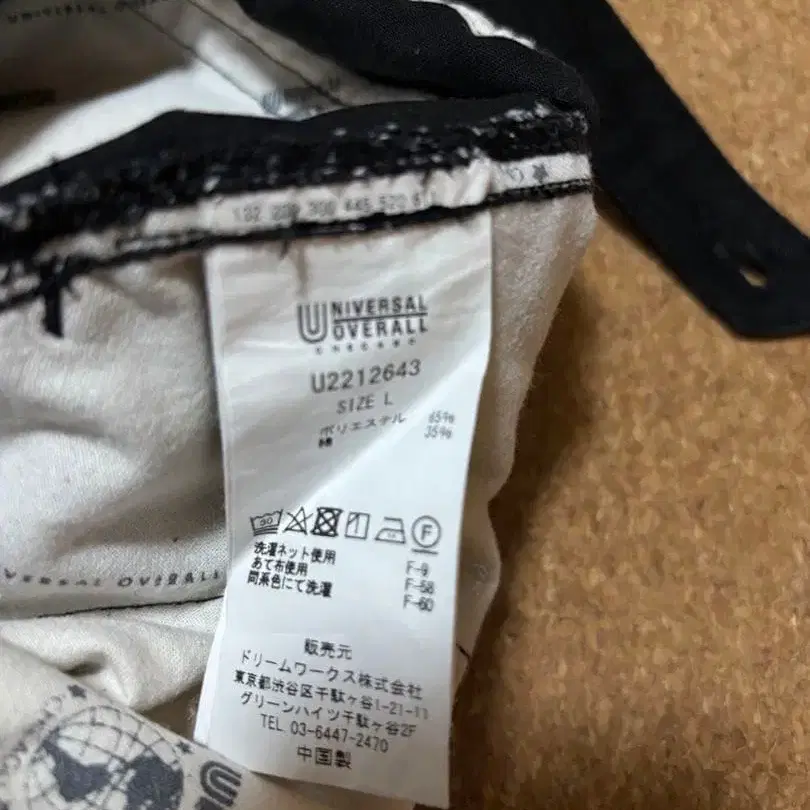 UNIVERSAL
OVERALL
CHICAGO
U2212643
SIZE L
ポリエステル 65%
綿 35%
30
F
洗濯ネット使用 F-9
あて布使用 F-58
同系色にて洗濯 F-60
販売元
ドリームワークス株式会社
東京都渋谷区千駄ヶ谷1-21-11
グリーンハイツ千駄ヶ谷2F
TEL 03-6447-2470
中国製
VERSAL OVERALL